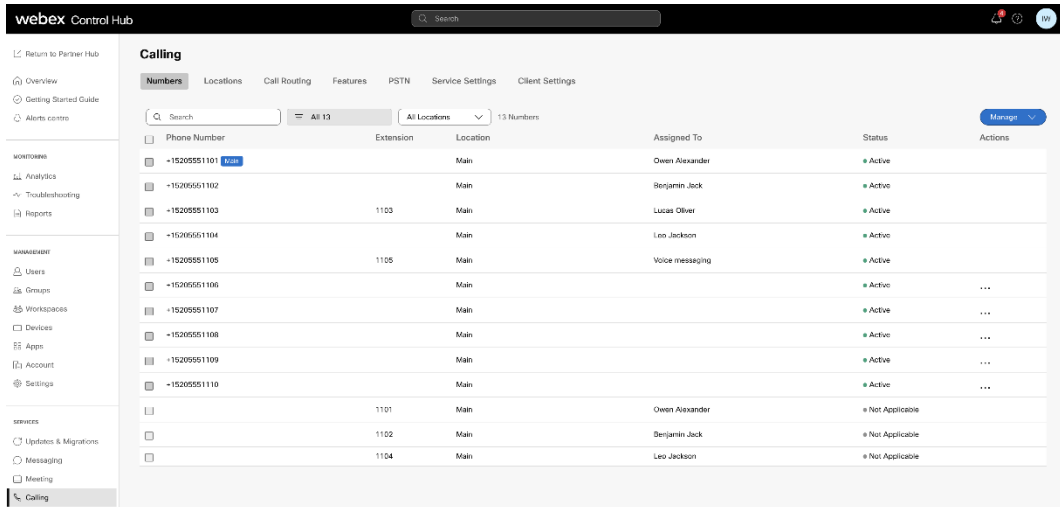 webex Control Hub
Search
4
IW
Return to Partner Hub
Overview
Getting Started Guide
Alerts centre
MONITORING
Analytics
Troubleshooting
Reports
MANAGEMENT
Users
Groups
Workspaces
Devices
Apps
Account
Settings
SERVICES
Updates & Migrations
Messaging
Meeting
Calling
Calling
Numbers Locations Call Routing Features PSTN Service Settings Client Settings
Search All 13 All Locations 13 Numbers Manage
Phone Number Extension Location Assigned To Status Actions
+15205551101 Main Main Owen Alexander Active
+15205551102 Main Benjamin Jack Active
+15205551103 1103 Main Lucas Oliver Active
+15205551104 Main Leo Jackson Active
+15205551105 1105 Main Voice messaging Active
+15205551106 Main Active ...
+15205551107 Main Active ...
+15205551108 Main Active ...
+15205551109 Main Active ...
+15205551110 Main Active ...
1101 Main Owen Alexander Not Applicable
1102 Main Benjamin Jack Not Applicable
1104 Main Leo Jackson Not Applicable